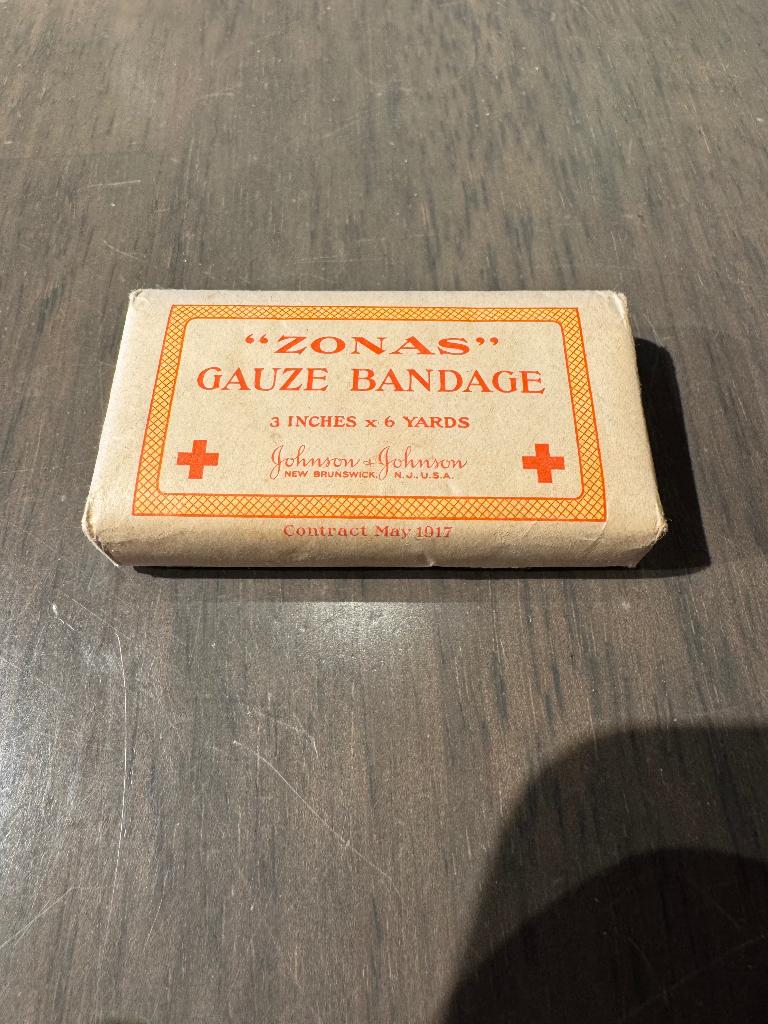 “ZONAS”
GAUZE BANDAGE
3 INCHES x 6 YARDS
Johnson & Johnson
NEW BRUNSWICK, N.J., U.S.A.
Contract May 1917